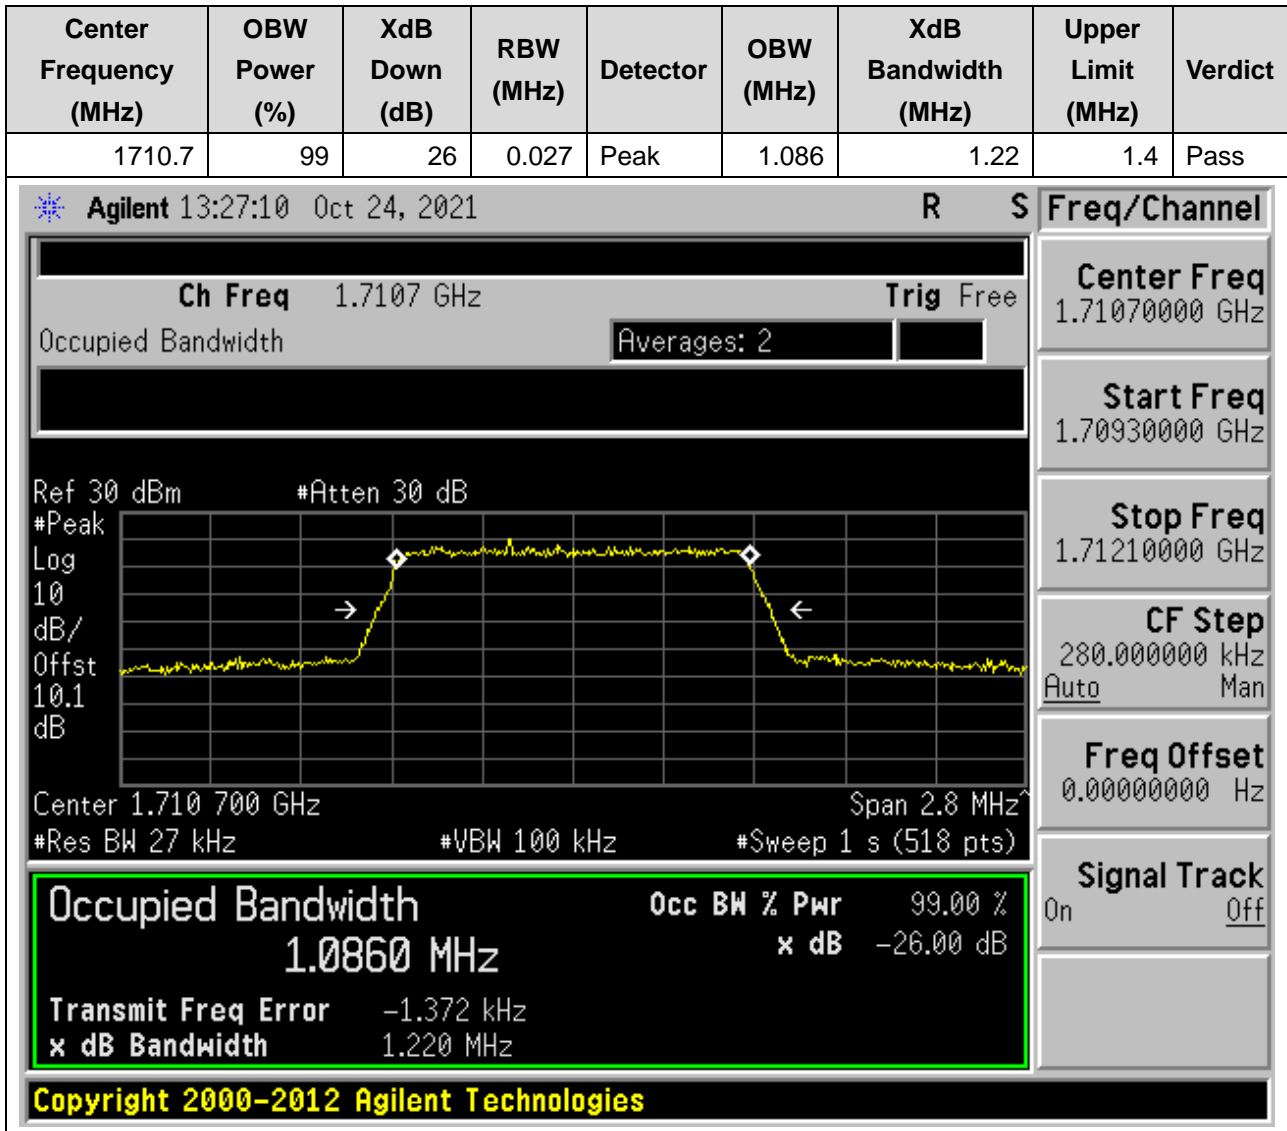 Center Frequency (MHz) OBW Power (%) XdB Down (dB) RBW (MHz) Detector OBW (MHz) XdB Bandwidth (MHz) Upper Limit (MHz) Verdict
1710.7 99 26 0.027 Peak 1.086 1.22 1.4 Pass
Agilent 13:27:10 Oct 24, 2021 R S
Ch Freq 1.7107 GHz Trig Free
Occupied Bandwidth Averages: 2
Ref 30 dBm #Atten 30 dB
#Peak
Log
10
dB/
Offst
10.1
dB
Center 1.710 700 GHz Span 2.8 MHz^
#Res BW 27 kHz #VBW 100 kHz #Sweep 1 s (518 pts)
Occupied Bandwidth Occ BW % Pwr 99.00 %
1.0860 MHz x dB -26.00 dB
Transmit Freq Error -1.372 kHz
x dB Bandwidth 1.220 MHz
Freq/Channel
Center Freq
1.71070000 GHz
Start Freq
1.70930000 GHz
Stop Freq
1.71210000 GHz
CF Step
280.000000 kHz
Auto Man
Freq Offset
0.00000000 Hz
Signal Track
On Off
Copyright 2000-2012 Agilent Technologies